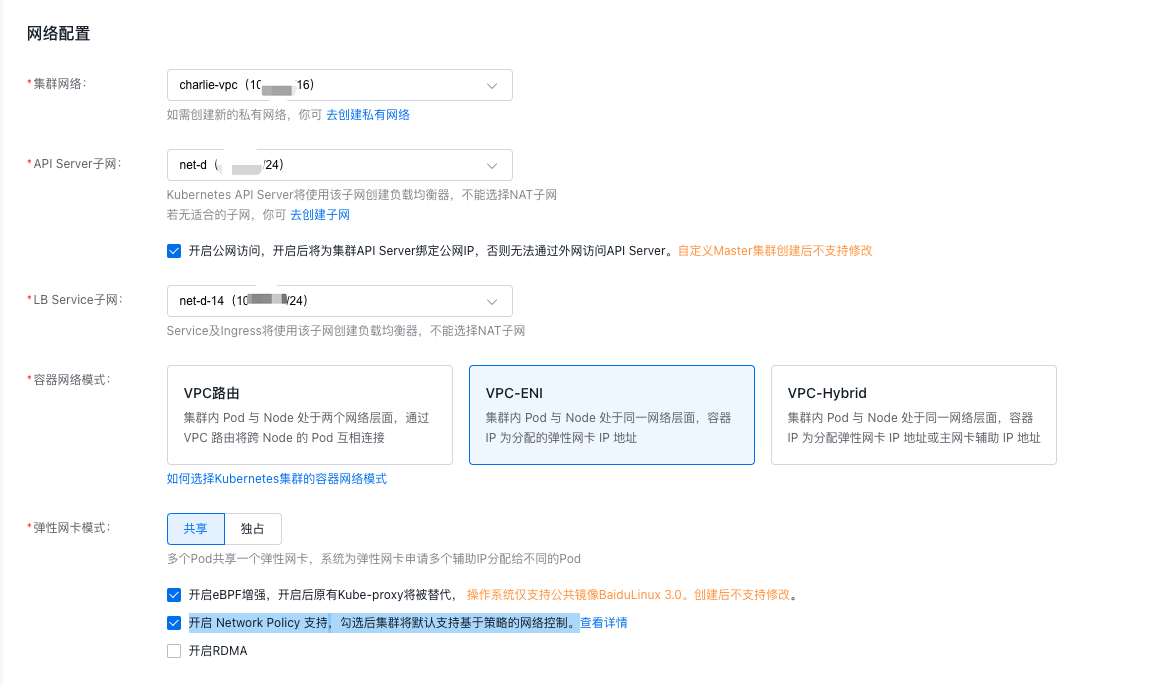 网络配置
*集群网络：
charlie-vpc（10 16）
如需创建新的私有网络，你可 去创建私有网络
*API Server子网：
net-d（ /24）
Kubernetes API Server将使用该子网创建负载均衡器，不能选择NAT子网
若无适合的子网，你可 去创建子网
开启公网访问，开启后将为集群API Server绑定公网IP，否则无法通过外网访问API Server。自定义Master集群创建后不支持修改
*LB Service子网：
net-d-14（10 /24）
Service及Ingress将使用该子网创建负载均衡器，不能选择NAT子网
*容器网络模式：
VPC路由
集群内 Pod 与 Node 处于两个网络层面，通过
VPC 路由将跨 Node 的 Pod 互相连接
VPC-ENI
集群内 Pod 与 Node 处于同一网络层面，容器
IP 为分配的弹性网卡 IP 地址
VPC-Hybrid
集群内 Pod 与 Node 处于同一网络层面，容器
IP 为分配弹性网卡 IP 地址或主网卡辅助 IP 地址
如何选择Kubernetes集群的容器网络模式
*弹性网卡模式：
共享 独占
多个Pod共享一个弹性网卡，系统为弹性网卡申请多个辅助IP分配给不同的Pod
开启eBPF增强，开启后原有Kube-proxy将被替代， 操作系统仅支持公共镜像BaiduLinux 3.0。创建后不支持修改。
开启 Network Policy 支持，勾选后集群将默认支持基于策略的网络控制。查看详情
开启RDMA